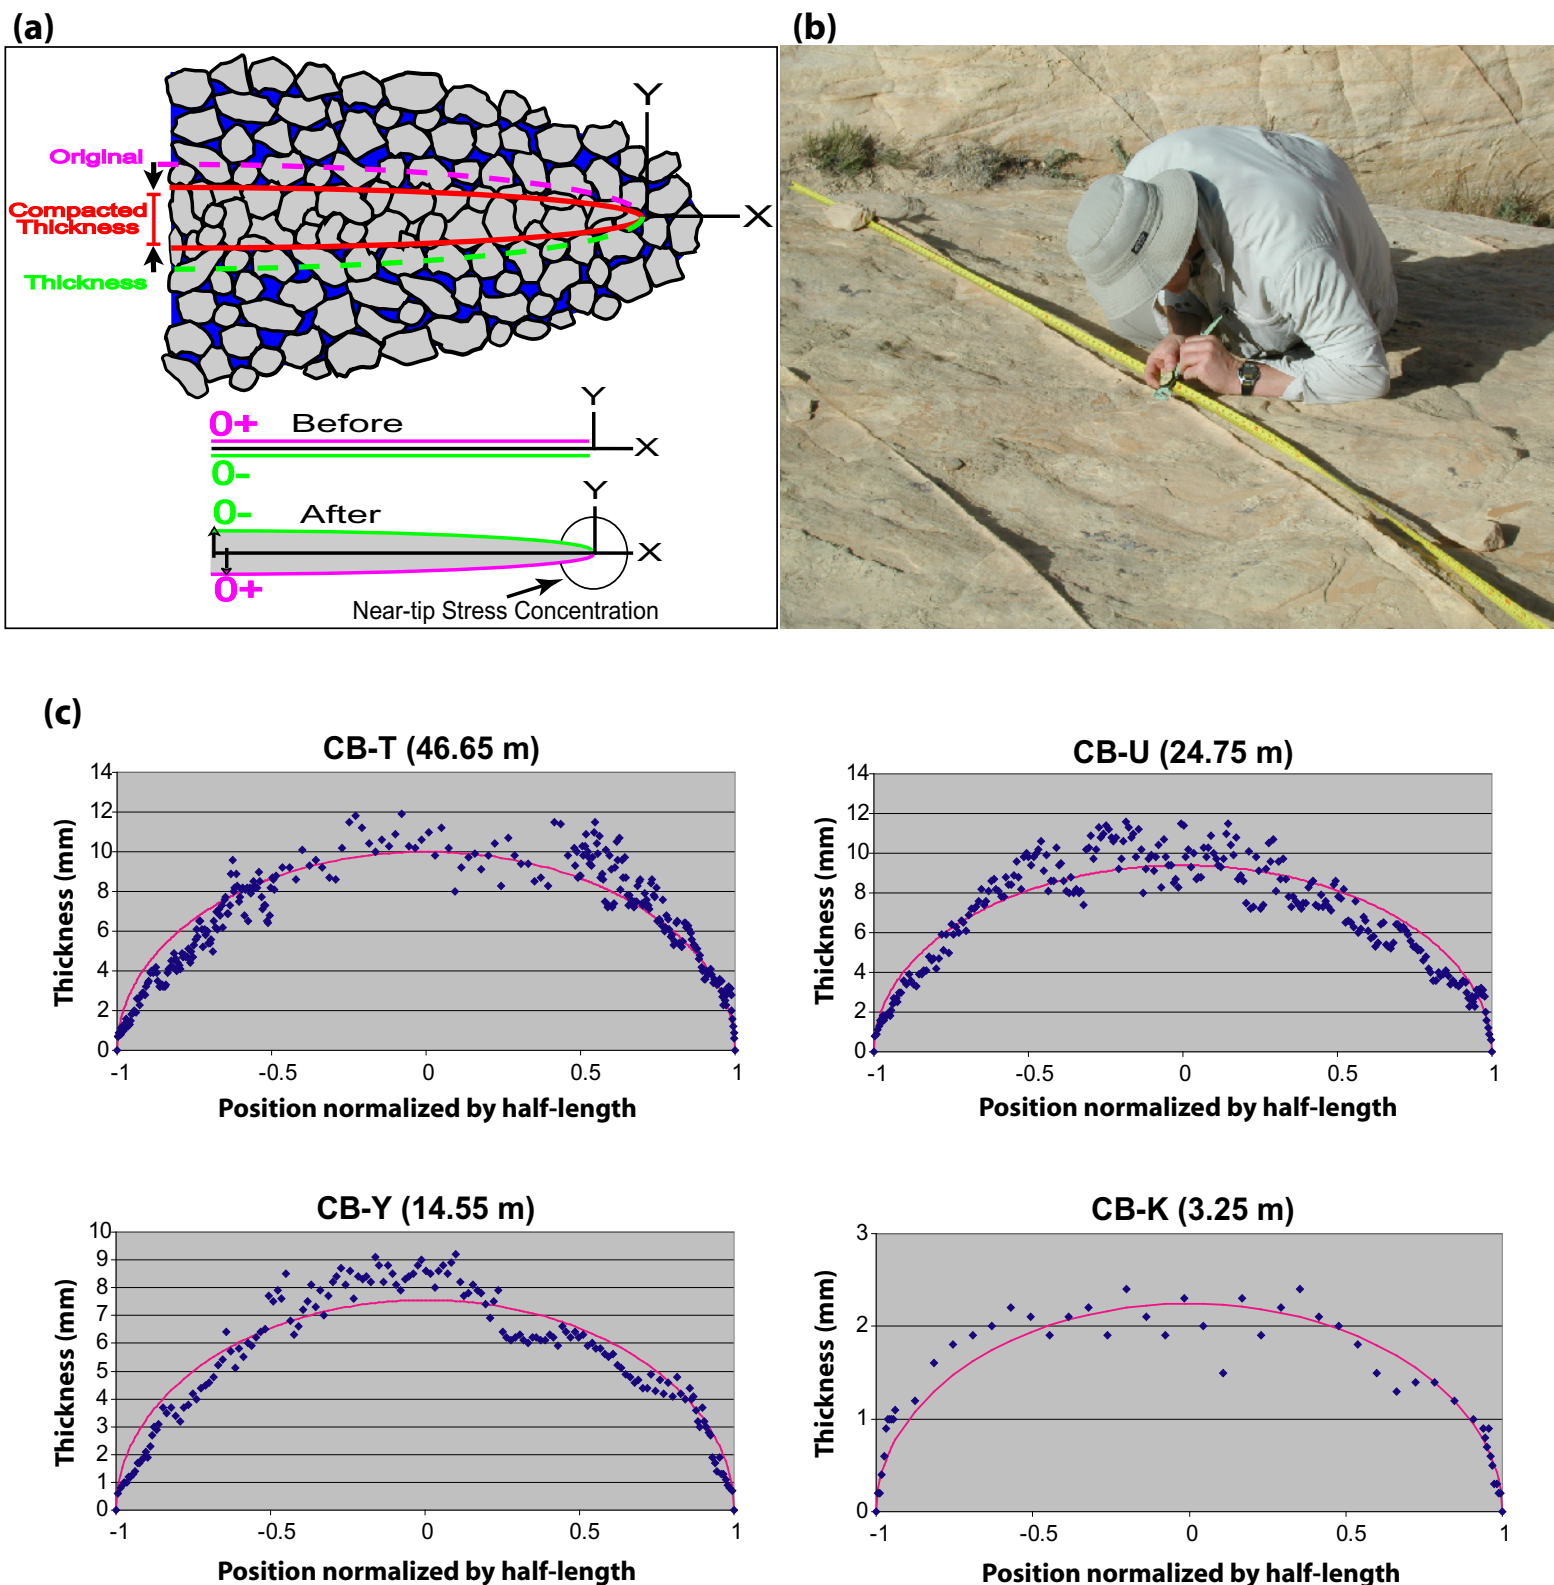 (a)
(b)
Y
Original
X
Compacted
Thickness
Thickness
Y
0+ Before
X
0-
0-
Y
After
X
0+
Near-tip Stress Concentration
(c)
CB-T (46.65 m)
14
12
10
8
6
4
2
0
-1 -0.5 0 0.5 1
Thickness (mm)
Position normalized by half-length
CB-U (24.75 m)
14
12
10
8
6
4
2
0
-1 -0.5 0 0.5 1
Thickness (mm)
Position normalized by half-length
CB-Y (14.55 m)
10
9
8
7
6
5
4
3
2
1
0
-1 -0.5 0 0.5 1
Thickness (mm)
Position normalized by half-length
CB-K (3.25 m)
3
2
1
0
-1 -0.5 0 0.5 1
Thickness (mm)
Position normalized by half-length